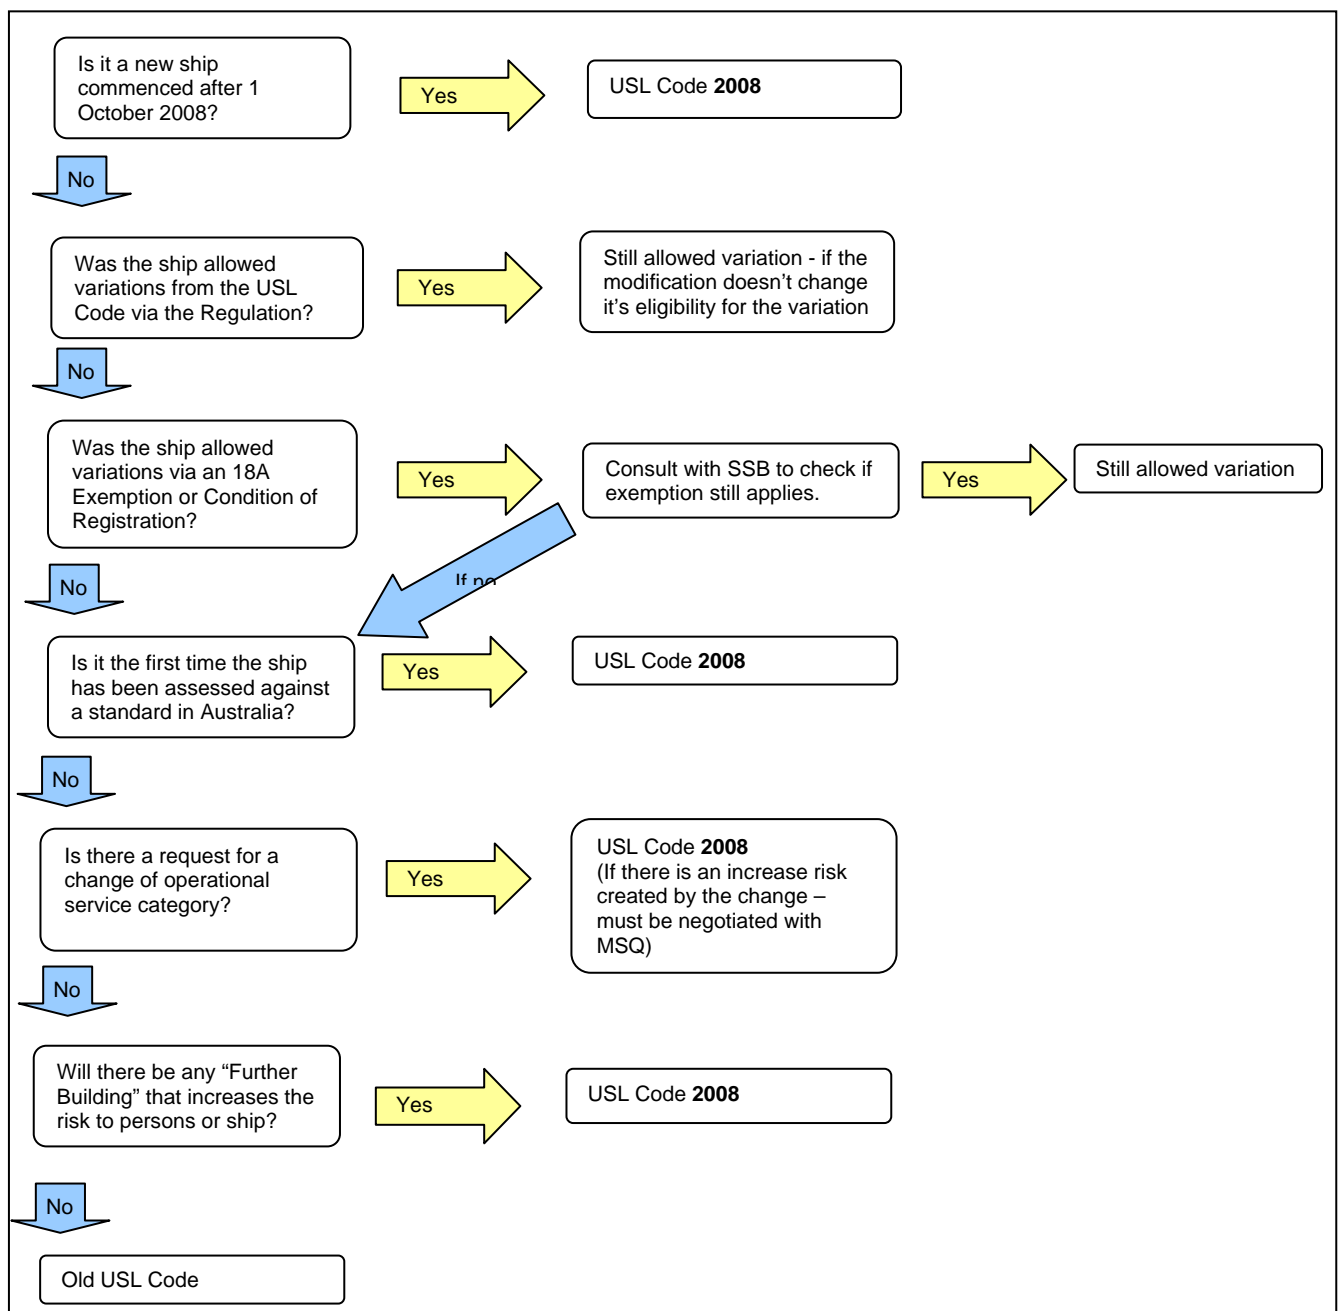 Is it a new ship
commenced after 1
October 2008?
Yes
USL Code 2008
No
Was the ship allowed
variations from the USL
Code via the Regulation?
Yes
Still allowed variation - if the
modification doesn't change
it's eligibility for the variation
No
Was the ship allowed
variations via an 18A
Exemption or Condition of
Registration?
Yes
Consult with SSB to check if
exemption still applies.
Yes
Still allowed variation
If no
No
Is it the first time the ship
has been assessed against
a standard in Australia?
Yes
USL Code 2008
No
Is there a request for a
change of operational
service category?
Yes
USL Code 2008
(If there is an increase risk
created by the change –
must be negotiated with
MSQ)
No
Will there be any “Further
Building” that increases the
risk to persons or ship?
Yes
USL Code 2008
No
Old USL Code